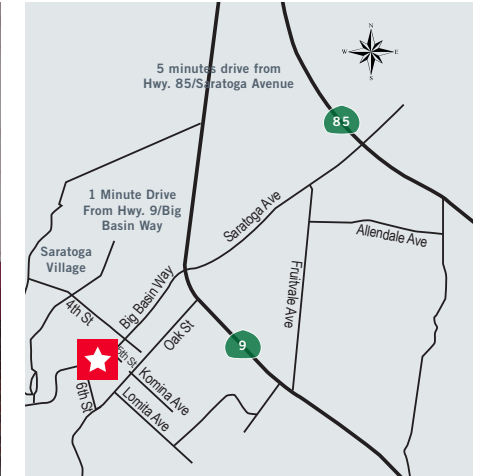 N
W E
S
5 minutes drive from
Hwy. 85/Saratoga Avenue
85
1 Minute Drive
From Hwy. 9/Big
Basin Way
Saratoga Ave
Allendale Ave
Saratoga
Village
Fruitvale Ave
Big Basin Way
4th St
Oak St
9
5th St
Komina Ave
6th St
Lomita Ave